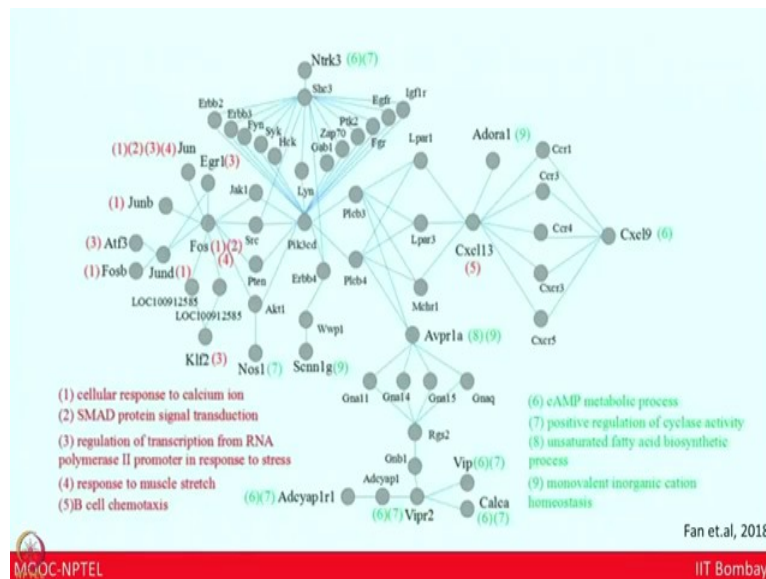 Ntrk3 (6)(7)
Shc3
Erbb2
Erbb3
Fyn
Syk
Hck
Gab1
Zap70
Ptk2
Fgr
Egfr
Igf1r
Lyn
(1)(2)(3)(4) Jun
Egr1(3)
Jak1
(1) Junb
(3) Atf3
(1) Fosb
Jund (1)
Fos (1)(2)
(4)
Src
Pten
Pik3cd
Erbb4
LOC100912585
LOC100912585
Akt1
Wwp1
Klf2 (3)
Nos1 (7)
Scnn1g (9)
Lpar1
Adora1 (9)
Ccr1
Ccr3
Plcb3
Lpar3
Cxcl13
(5)
Ccr4
Cxcl9 (6)
Plcb4
Mchr1
Cxcr3
Cxcr5
Avpr1a (8)(9)
Gna11
Gna14
Gna15
Gnaq
Rgs2
Gnb1
Adcyap1
Vip(6)(7)
(6)(7) Adcyap1r1
(6)(7) Vipr2
Calca
(6)(7)
(1) cellular response to calcium ion
(2) SMAD protein signal transduction
(3) regulation of transcription from RNA
polymerase II promoter in response to stress
(4) response to muscle stretch
(5)B cell chemotaxis
(6) cAMP metabolic process
(7) positive regulation of cyclase activity
(8) unsaturated fatty acid biosynthetic
process
(9) monovalent inorganic cation
homeostasis
Fan et.al, 2018
MOOC-NPTEL
IIT Bombay